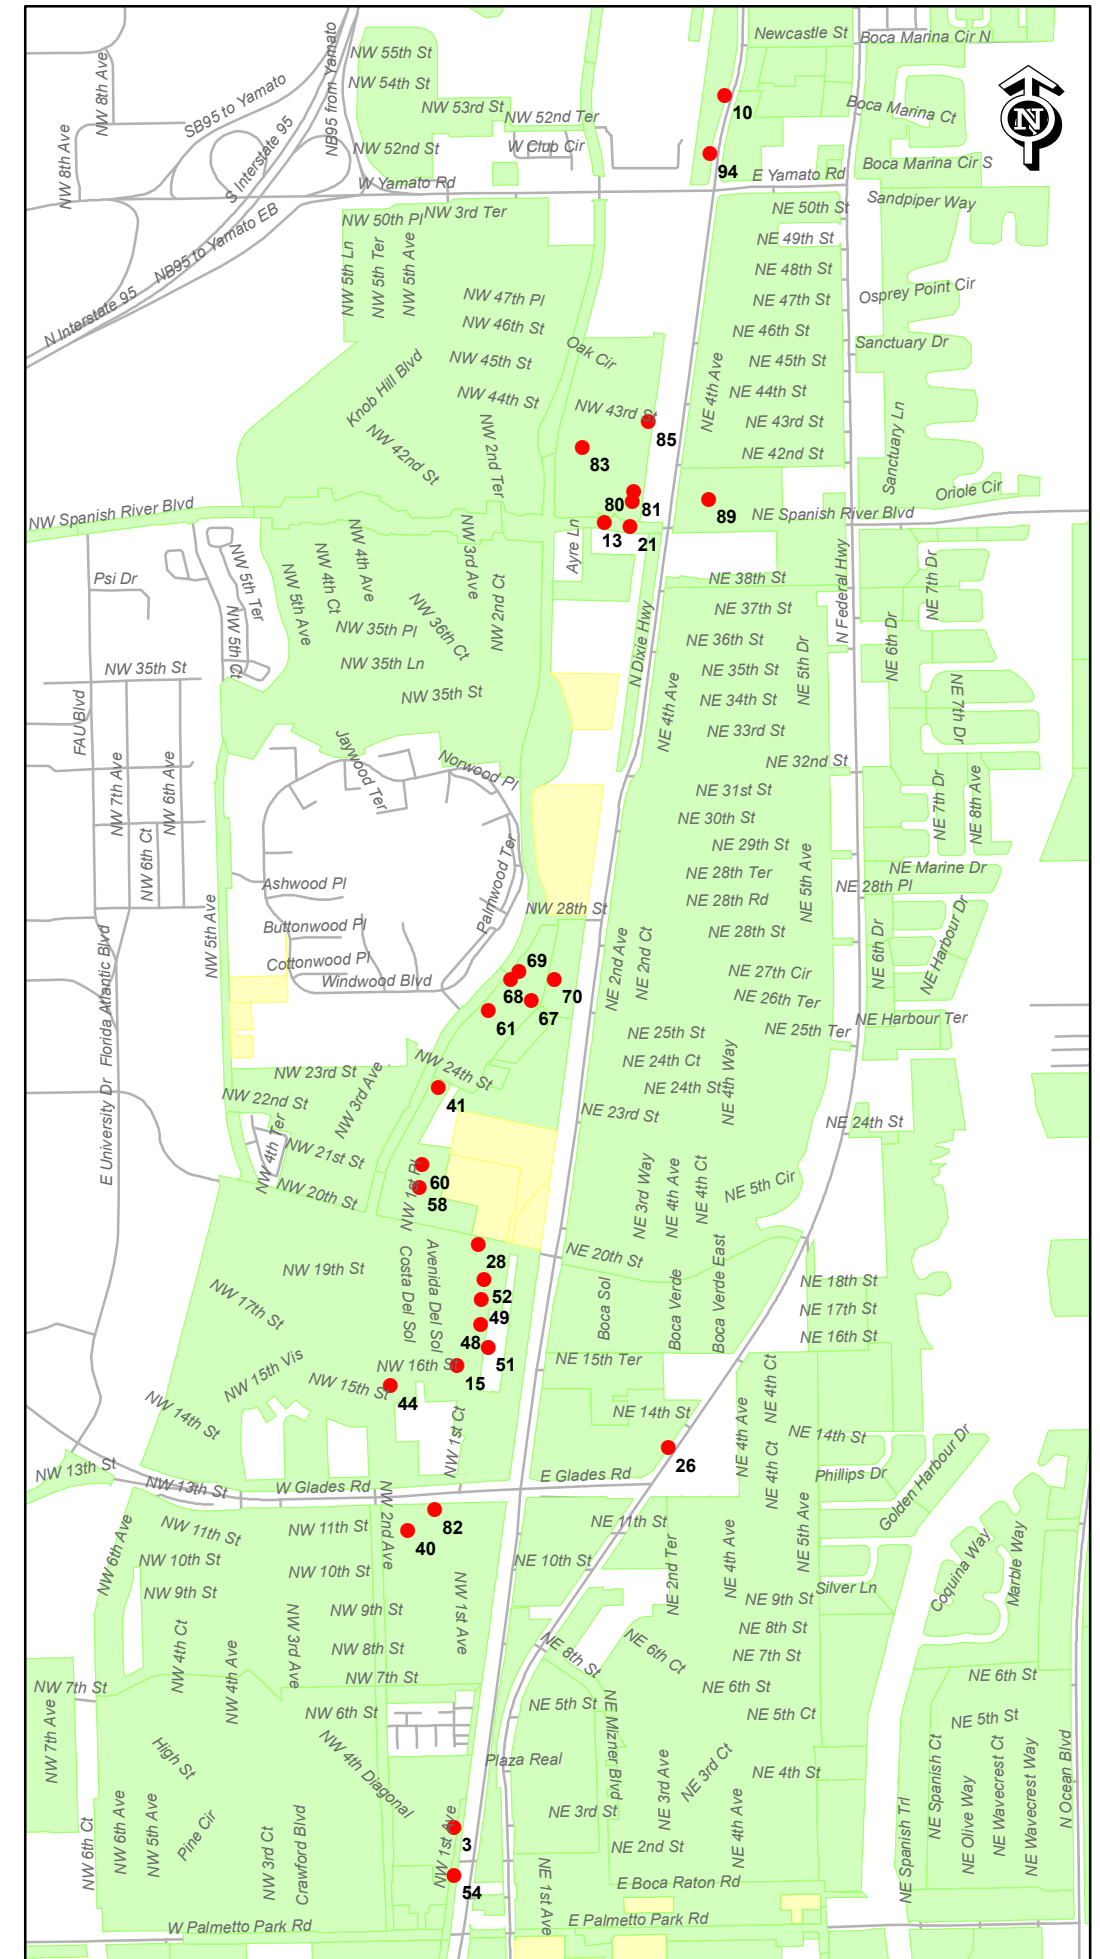 Newcastle St
Boca Marina Cir N
NW 55th St
NW 8th Ave
NB95 from Yamato
NW 54th St
SB95 to Yamato
NW 53rd St
10
Boca Marina Ct
NW 52nd Ter
N
S Interstate 95
NW 8th Ave
NW 52nd St
W Club Cir
94
Boca Marina Cir S
E Yamato Rd
W Yamato Rd
Sandpiper Way
NW 50th Pl
NW 3rd Ter
NE 50th St
NB95 to Yamato EB
NE 49th St
NW 5th Ln
NW 5th Ter
NW 5th Ave
NE 48th St
N Interstate 95
NW 47th Pl
NE 47th St
Osprey Point Cir
NW 46th St
NE 46th St
Oak Cir
Sanctuary Dr
NW 45th St
NE 45th St
Knob Hill Blvd
NW 44th St
NE 4th Ave
NE 44th St
NW 43rd St
NE 43rd St
85
Sanctuary Ln
NW 42nd St
NW 2nd Ter
83
NE 42nd St
Oriole Cir
80
81
89
NE Spanish River Blvd
NW Spanish River Blvd
13
21
Ayre Ln
NW 5th Ter
NW 4th Ave
NW 3rd Ave
Psi Dr
NW 4th Ct
NW 5th Ave
NW 2nd Ct
NE 38th St
N Federal Hwy
NE 7th Dr
NW 5th Ct
NW 36th Ct
NE 37th St
NW 35th Pl
N Dixie Hwy
NE 36th St
NE 6th Dr
NW 35th St
NW 35th Ln
NE 35th St
NE 5th Dr
NW 35th St
NE 4th Ave
NE 34th St
NE 7th Dr
FAU Blvd
NE 33rd St
Jaywood Ter
Norwood Pl
NE 32nd St
NW 7th Ave
NW 6th Ave
NE 31st St
NE 7th Dr
NE 8th Ave
NE 30th St
NW 6th Ct
NE 29th St
Palmwood Ter
NE 28th Ter
NE 5th Ave
NE Marine Dr
Ashwood Pl
NE 28th Pl
NE 28th Rd
NW 28th St
NW 5th Ave
Buttonwood Pl
NE 28th St
NE 2nd Ave
NE 2nd Ct
NE 6th Dr
NE Harbour Dr
Florida Atlantic Blvd
Cottonwood Pl
69
NE 27th Cir
Windwood Blvd
68
70
NE 26th Ter
67
61
NE 25th St
NE 25th Ter
NE Harbour Ter
NW 24th St
NE 24th Ct
NW 23rd St
NE 24th St
NE 4th Way
NW 22nd St
NW 3rd Ave
41
NE 23rd St
NE 24th St
E University Dr
NW 4th Ter
NW 21st St
NE 3rd Way
NE 4th Ave
NE 4th Ct
60
NE 5th Cir
NW 20th St
NW 1st Pl
58
28
NE 20th St
NW 19th St
Costa Del Sol
Avenida Del Sol
NE 18th St
NW 17th St
52
Boca Sol
Boca Verde
Boca Verde East
NE 17th St
49
NE 16th St
48
NW 16th St
51
NE 15th Ter
NW 15th Vis
15
NW 15th St
44
NE 4th Ct
NW 14th St
NE 14th St
NE 4th Ave
NE 14th St
NW 1st Ct
Golden Harbour Dr
NW 13th St
26
NE 4th Ct
E Glades Rd
Phillips Dr
NW 13th St
W Glades Rd
NW 2nd Ave
82
NW 6th Ave
NW 11th St
NW 11th St
NE 11th St
NE 5th Ave
40
Coquina Way
Marble Way
NW 10th St
NE 10th St
NW 10th St
NE 2nd Ter
NE 4th Ave
NW 9th St
Silver Ln
NW 1st Ave
NE 9th St
NW 9th St
NE 8th St
NW 4th Ct
NW 3rd Ave
NE 6th Ct
NW 8th St
NE 8th St
NE 7th St
NW 4th Ave
NW 7th St
NE 6th St
NW 7th St
NE 6th St
NE 5th St
NW 6th St
NE 5th Ct
NE 5th St
NE Mizner Blvd
NW 7th Ave
High St
NW 4th Diagonal
Plaza Real
NE 3rd Ave
NE 3rd Ct
NE 4th St
NE Spanish Ct
NE Wavecrest Ct
NE Wavecrest Way
N Ocean Blvd
NE 3rd St
NE Olive Way
NW 6th Ave
NW 5th Ave
Pine Cir
NW 1st Ave
3
NE 2nd St
NE 4th Ave
NW 6th Ct
NW 3rd Ct
Crawford Blvd
NE Spanish Trl
54
NE 1st Ave
E Boca Raton Rd
W Palmetto Park Rd
E Palmetto Park Rd